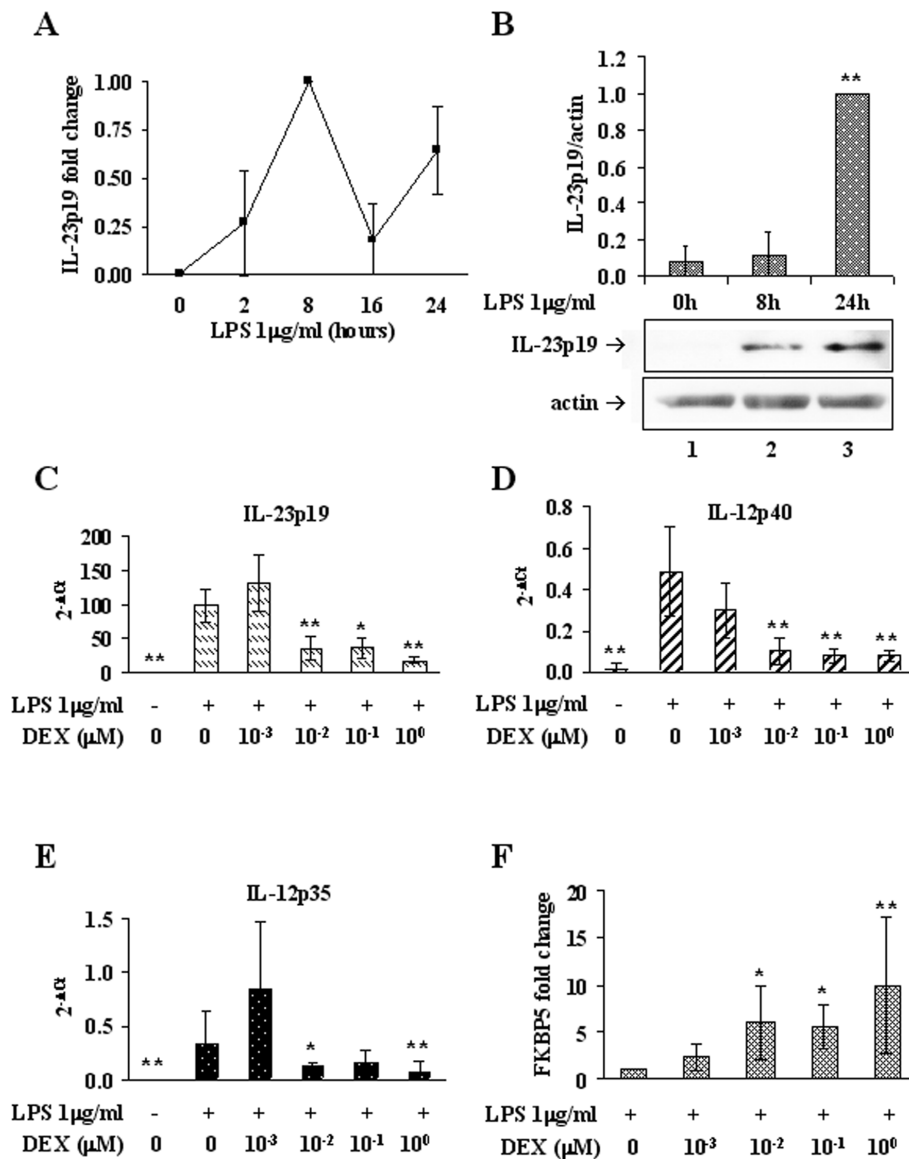 A
IL-23p19 fold change
1.00
0.75
0.50
0.25
0.00
0 2 8 16 24
LPS 1µg/ml (hours)
B
IL-23p19/actin
1.2
1.0
0.8
0.6
0.4
0.2
0.0
**
LPS 1µg/ml 0h 8h 24h
IL-23p19 →
actin →
1 2 3
C
IL-23p19
2-ΔCt
200
150
100
50
0
** ** * **
LPS 1µg/ml - + + + + +
DEX (µM) 0 0 10-3 10-2 10-1 100
D
IL-12p40
2-ΔCt
0.8
0.6
0.4
0.2
0.0
** ** ** **
LPS 1µg/ml - + + + + +
DEX (µM) 0 0 10-3 10-2 10-1 100
E
IL-12p35
2-ΔCt
1.5
1.0
0.5
0.0
** * **
LPS 1µg/ml - + + + + +
DEX (µM) 0 0 10-3 10-2 10-1 100
F
FKBP5 fold change
20
15
10
5
0
* * **
LPS 1µg/ml + + + + +
DEX (µM) 0 10-3 10-2 10-1 100